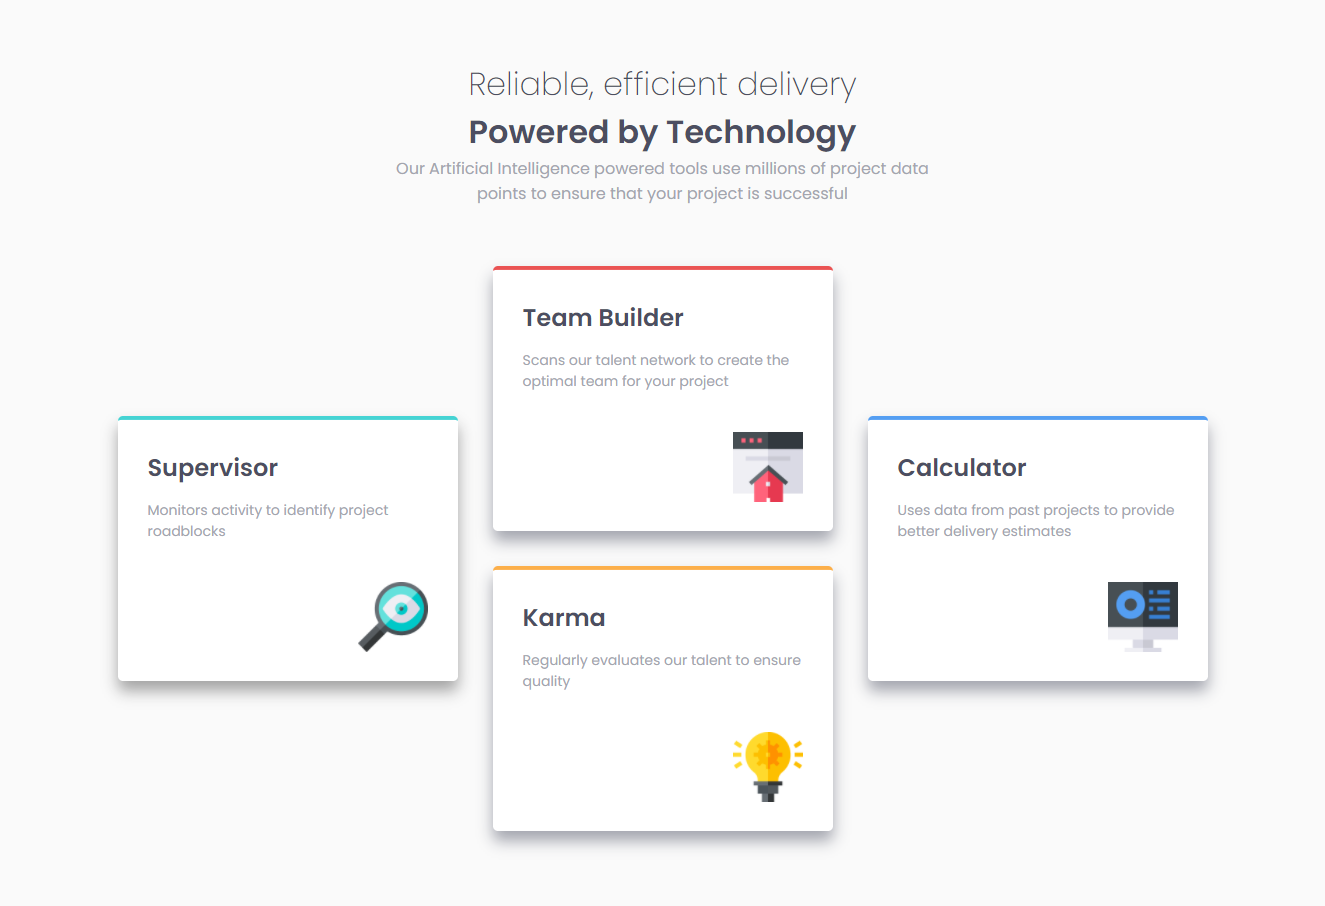 Reliable, efficient delivery
Powered by Technology
Our Artificial Intelligence powered tools use millions of project data
points to ensure that your project is successful
Supervisor
Monitors activity to identify project
roadblocks
Team Builder
Scans our talent network to create the
optimal team for your project
Karma
Regularly evaluates our talent to ensure
quality
Calculator
Uses data from past projects to provide
better delivery estimates